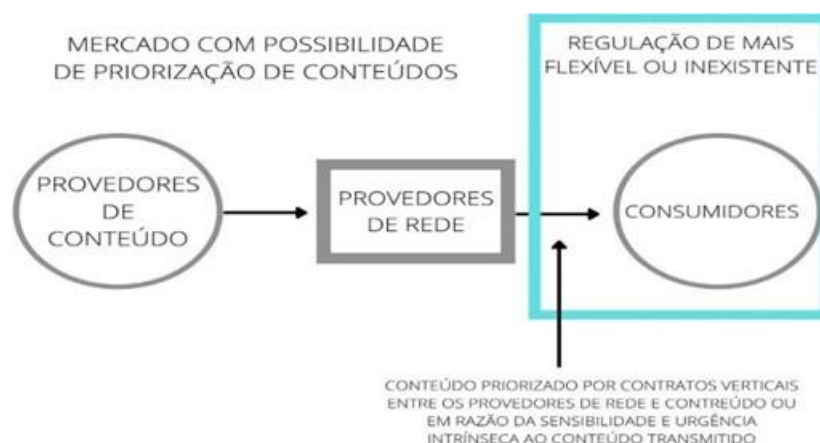 MERCADO COM POSSIBILIDADE
DE PRIORIZAÇÃO DE CONTEÚDOS
REGULAÇÃO DE MAIS
FLEXÍVEL OU INEXISTENTE
PROVEDORES
DE
CONTEÚDO
PROVEDORES
DE REDE
CONSUMIDORES
CONTEÚDO PRIORIZADO POR CONTRATOS VERTICAIS
ENTRE OS PROVEDORES DE REDE E CONTREÚDO OU
EM RAZÃO DA SENSIBILIDADE E URGÊNCIA
INTRÍNSECA AO CONTEÚDO TRANSMITIDO